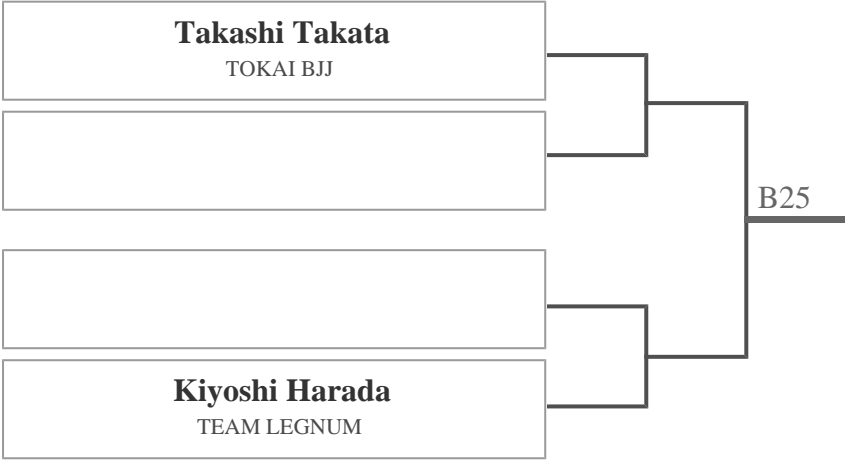 Takashi Takata
TOKAI BJJ
B25
Kiyoshi Harada
TEAM LEGNUM